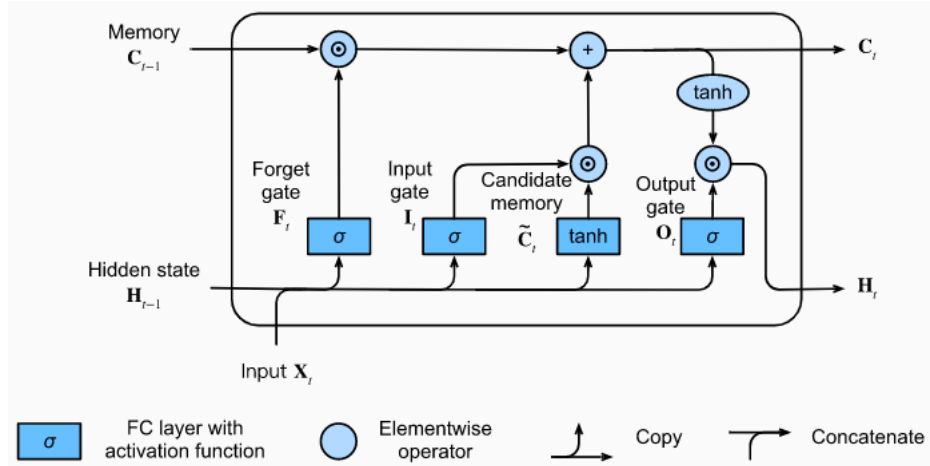 Memory
C_{t−1}
C_t
+
tanh
Forget
gate
F_t
Input
gate
I_t
Candidate
memory
C̃_t
Output
gate
O_t
σ
σ
tanh
σ
Hidden state
H_{t−1}
H_t
Input X_t
σ
FC layer with
activation function
Elementwise
operator
Copy
Concatenate